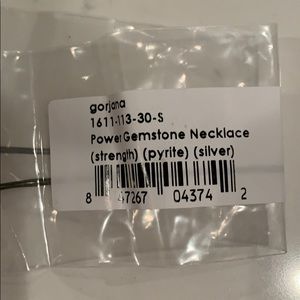 gorjana
1611-113-30-S
Power Gemstone Necklace
(strength) (pyrite) (silver)
8 47267 04374 2